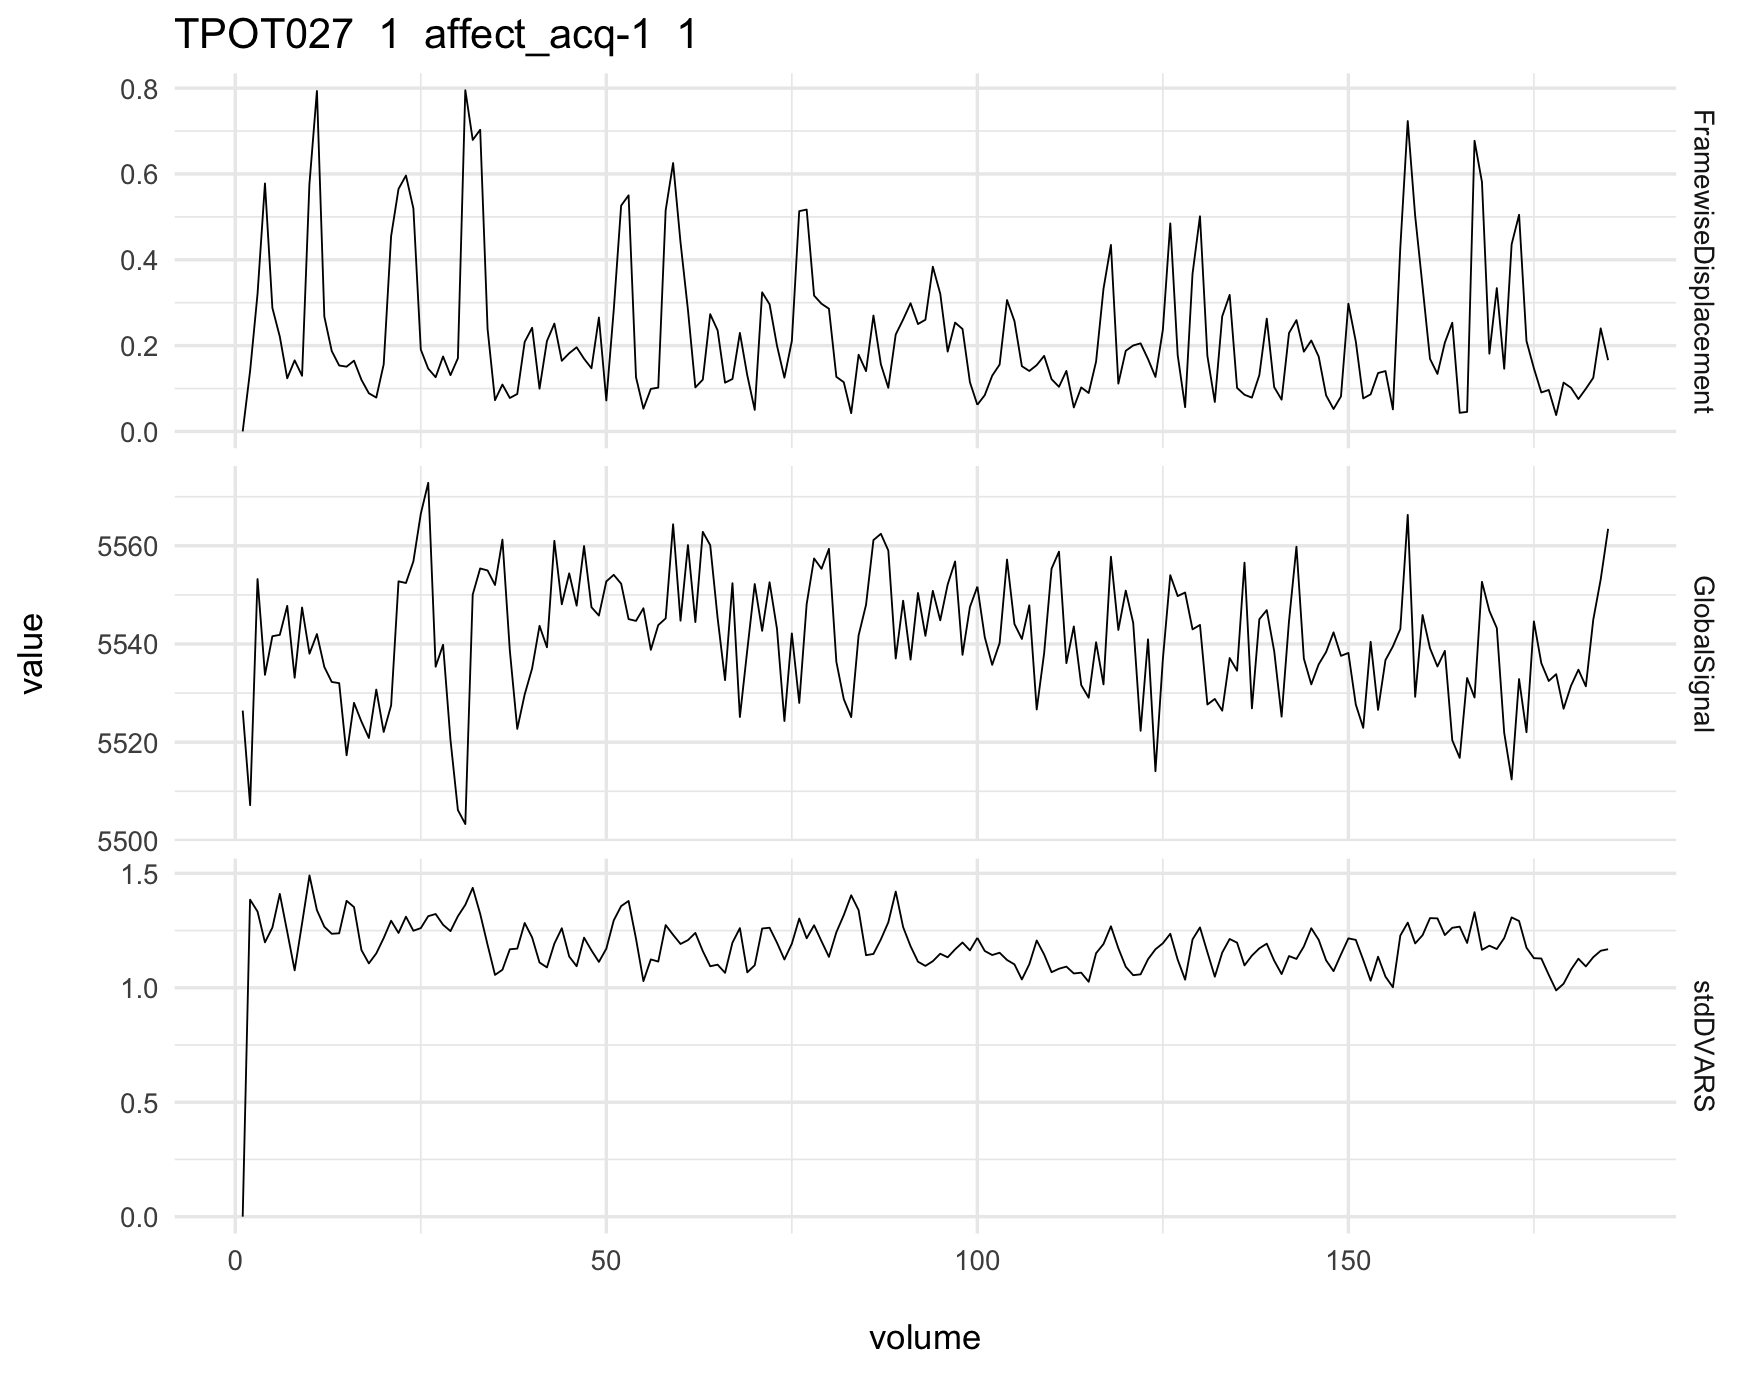 TPOT027  1  affect_acq-1  1
0.8
0.6
0.4
0.2
0.0
FramewiseDisplacement
5560
5540
5520
5500
GlobalSignal
1.5
1.0
0.5
0.0
stdDVARS
value
0 50 100 150
volume